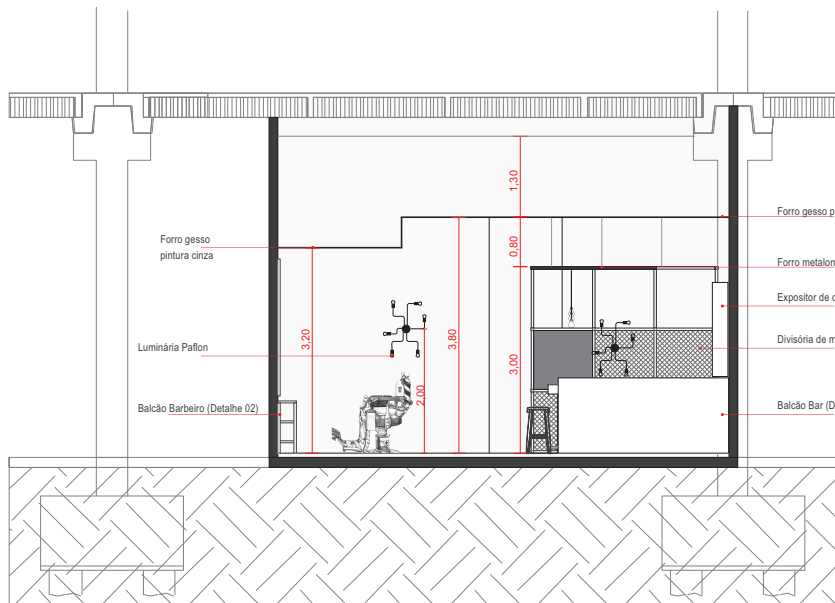 1,30
Forro gesso p
Forro gesso
pintura cinza
0,80
Forro metalon
Expositor de
3,20
3,80
3,00
2,00
Luminária Paflon
Divisória de m
Balcão Barbeiro (Detalhe 02)
Balcão Bar (D